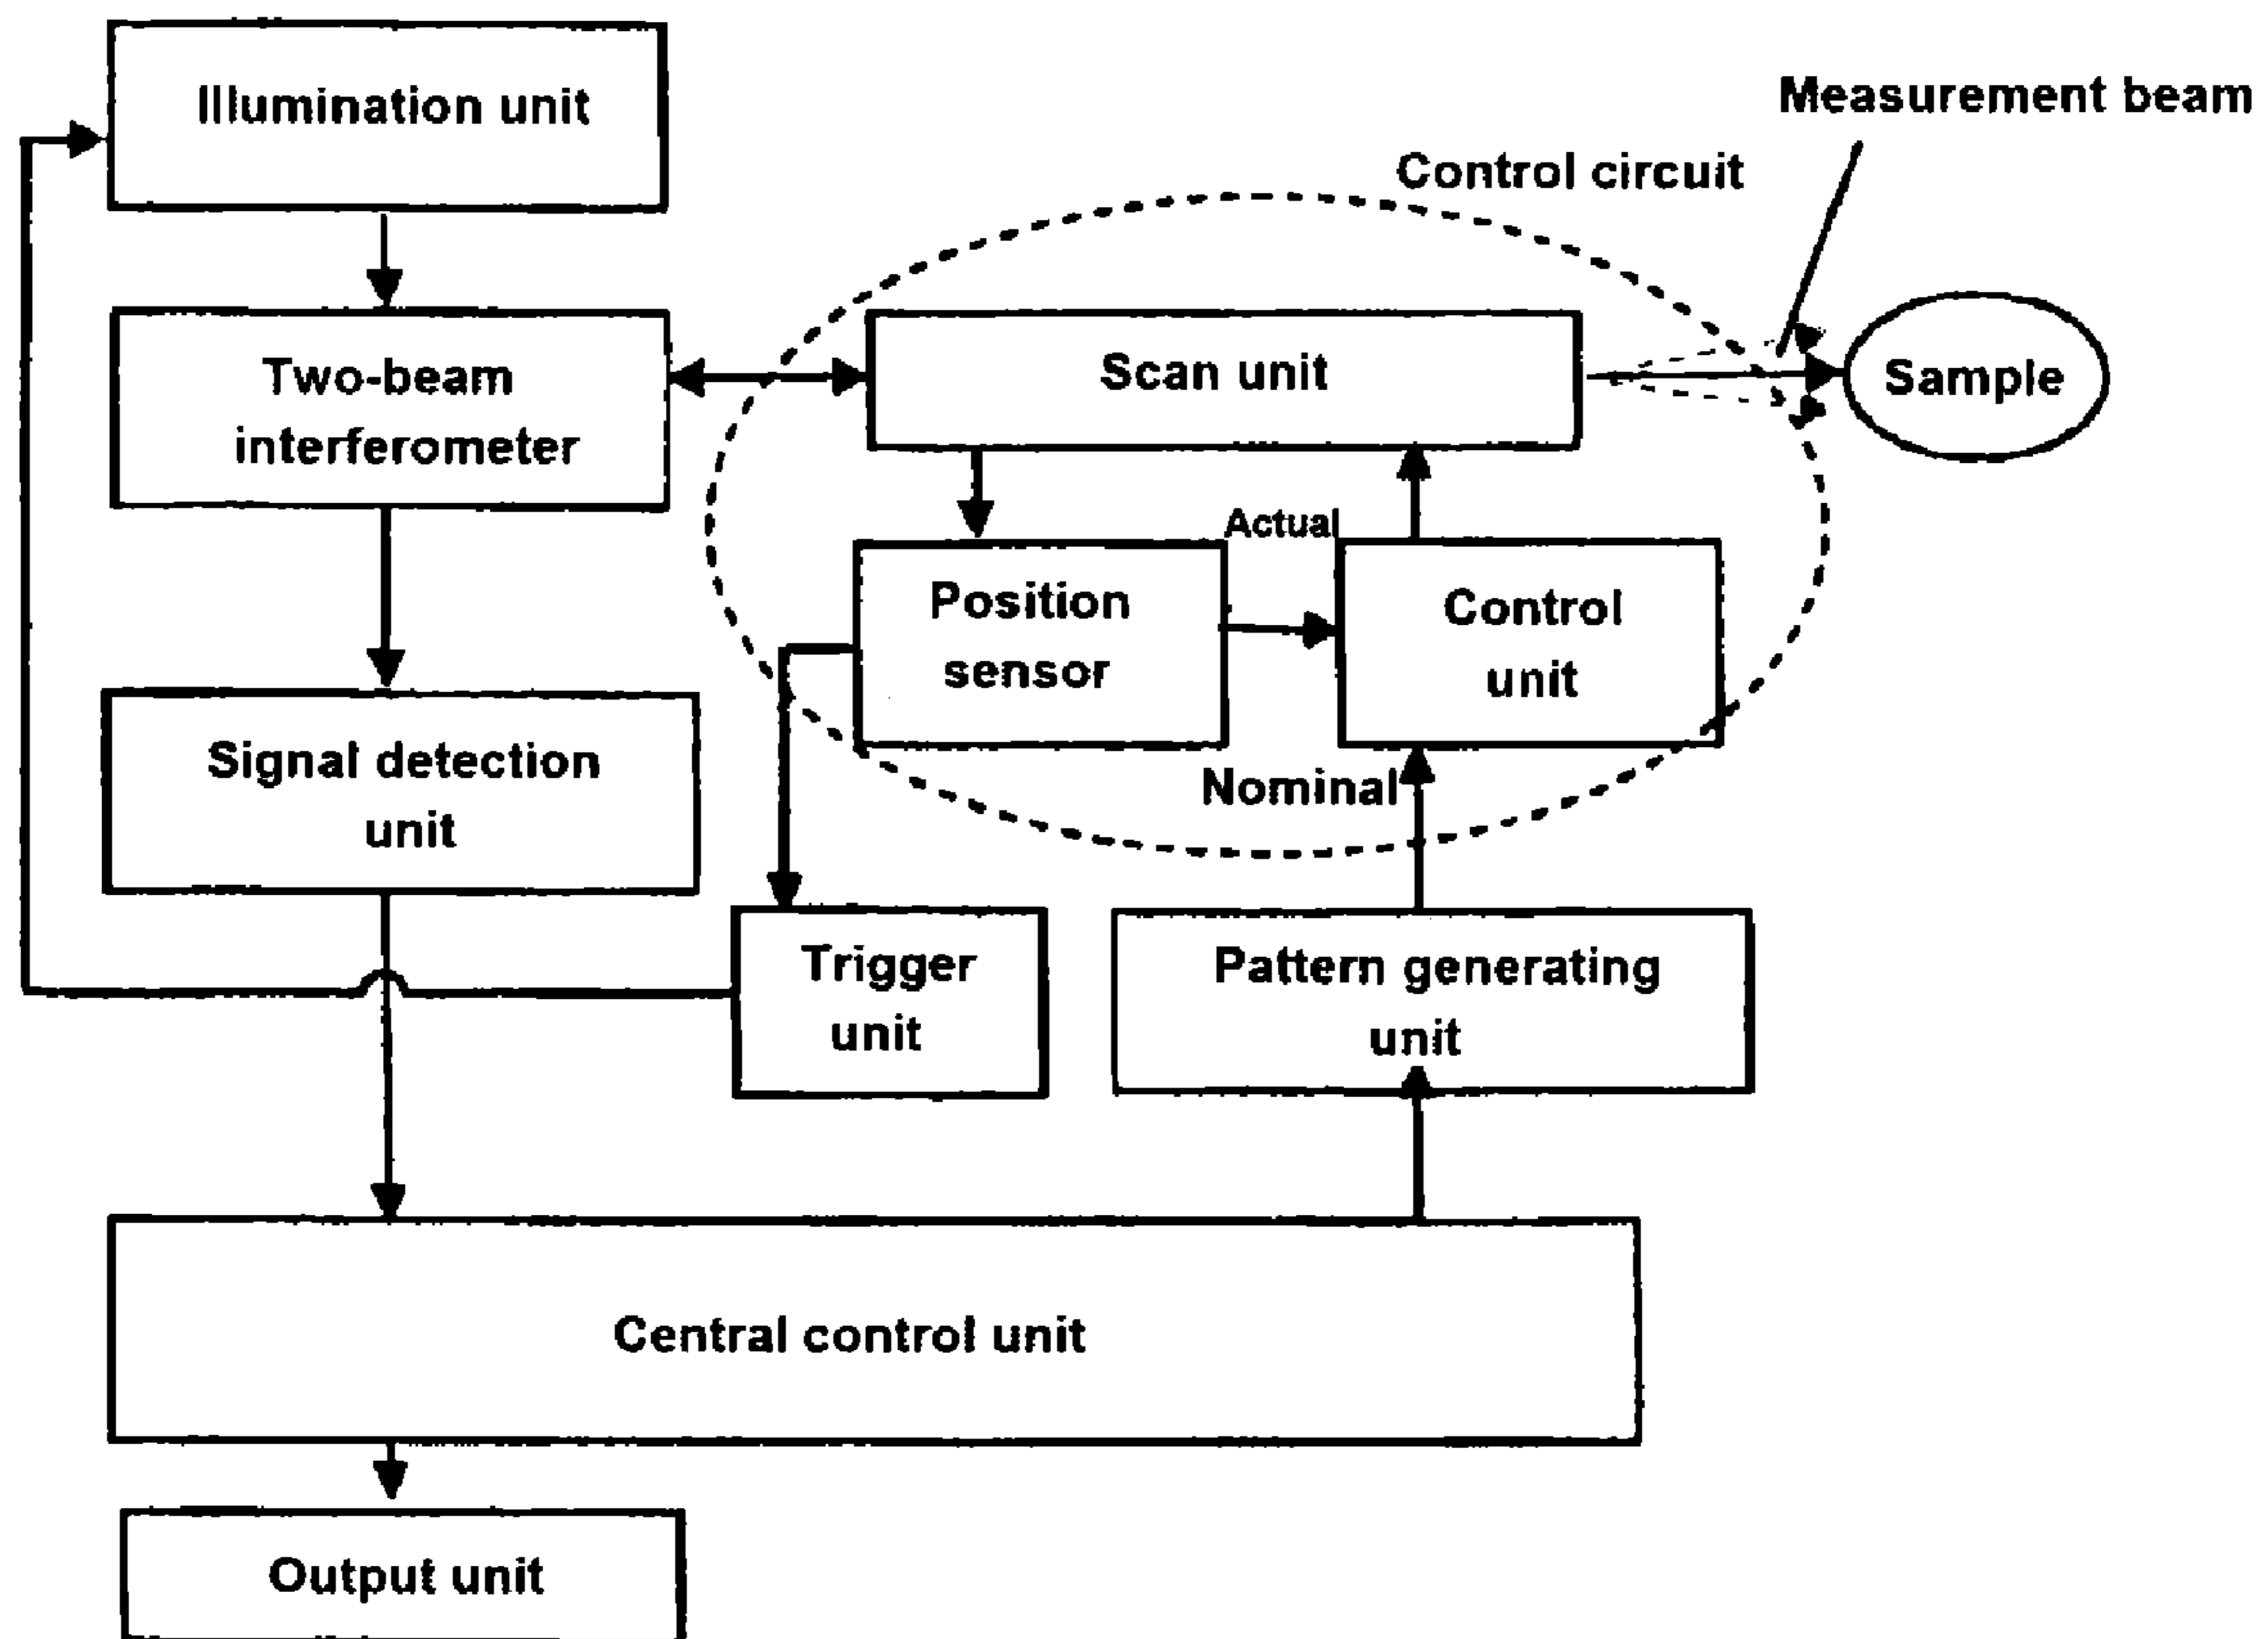 Illumination unit
Measurement beam
Control circuit
Two-beam
interferometer
Scan unit
Sample
Actual
Position
sensor
Control
unit
Signal detection
unit
Nominal
Trigger
unit
Pattern generating
unit
Central control unit
Output unit